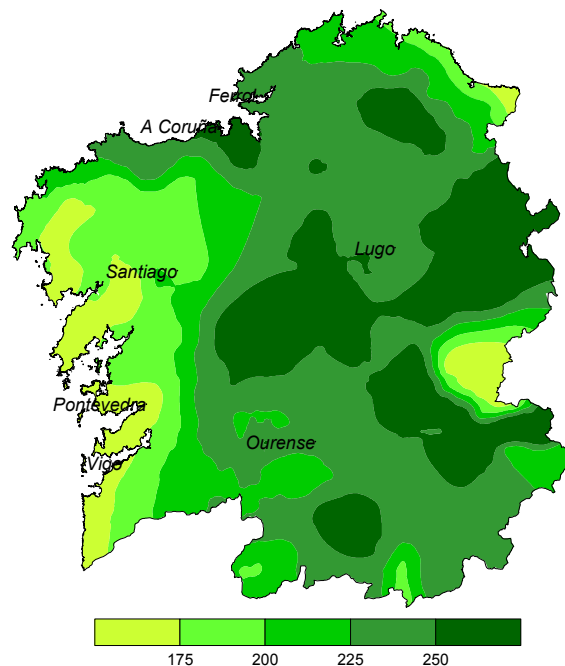 Ferrol
A Coruña
Lugo
Santiago
Pontevedra
Ourense
Vigo
175 200 225 250